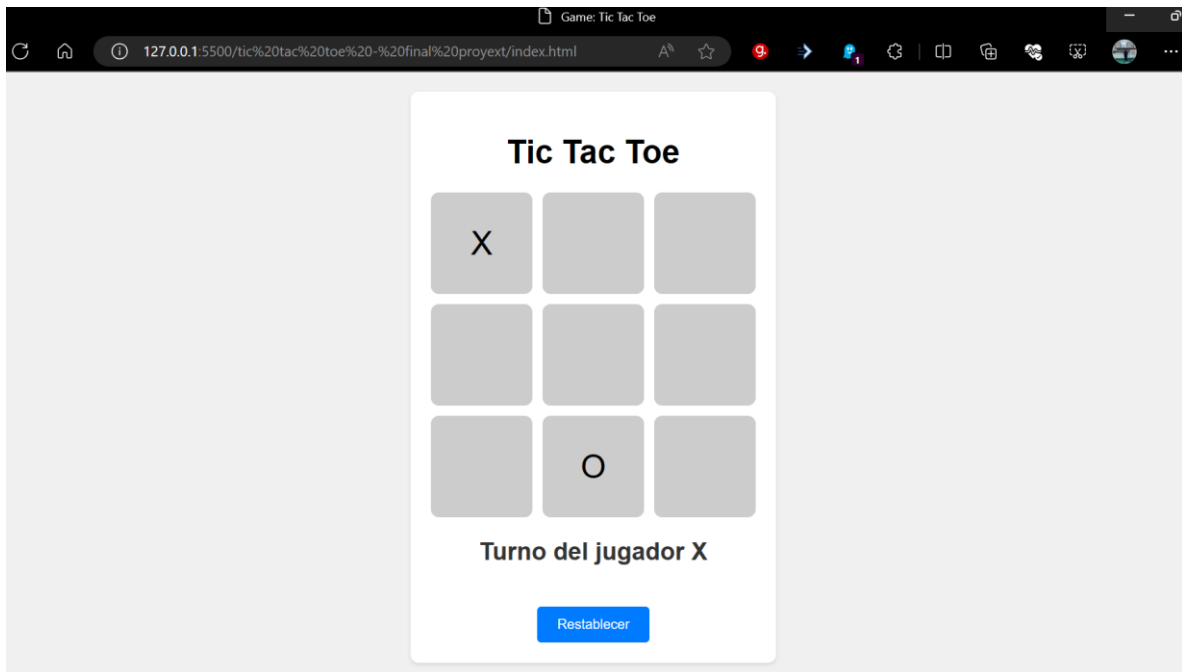 Game: Tic Tac Toe
127.0.0.1:5500/tic%20tac%20toe%20-%20final%20proyext/index.html
A
g.
1
Tic Tac Toe
X
O
Turno del jugador X
Restablecer